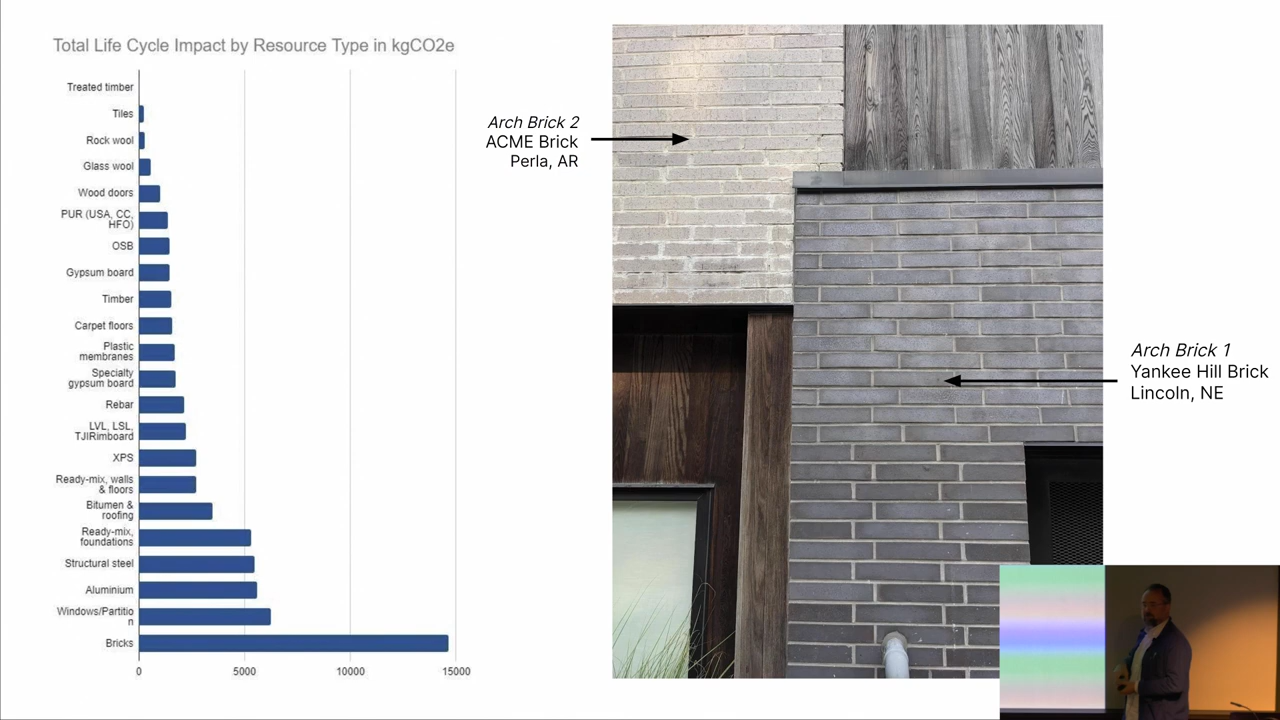 Total Life Cycle Impact by Resource Type in kgCO2e
Treated timber
Tiles
Rock wool
Glass wool
Wood doors
PUR (USA, CC,
HFO)
OSB
Gypsum board
Timber
Carpet floors
Plastic
membranes
Specialty
gypsum board
Rebar
LVL, LSL,
TJIRimboard
XPS
Ready-mix, walls
& floors
Bitumen &
roofing
Ready-mix,
foundations
Structural steel
Aluminium
Windows/Partitio
n
Bricks
0
5000
10000
15000
Arch Brick 2
ACME Brick
Perla, AR
Arch Brick 1
Yankee Hill Brick
Lincoln, NE